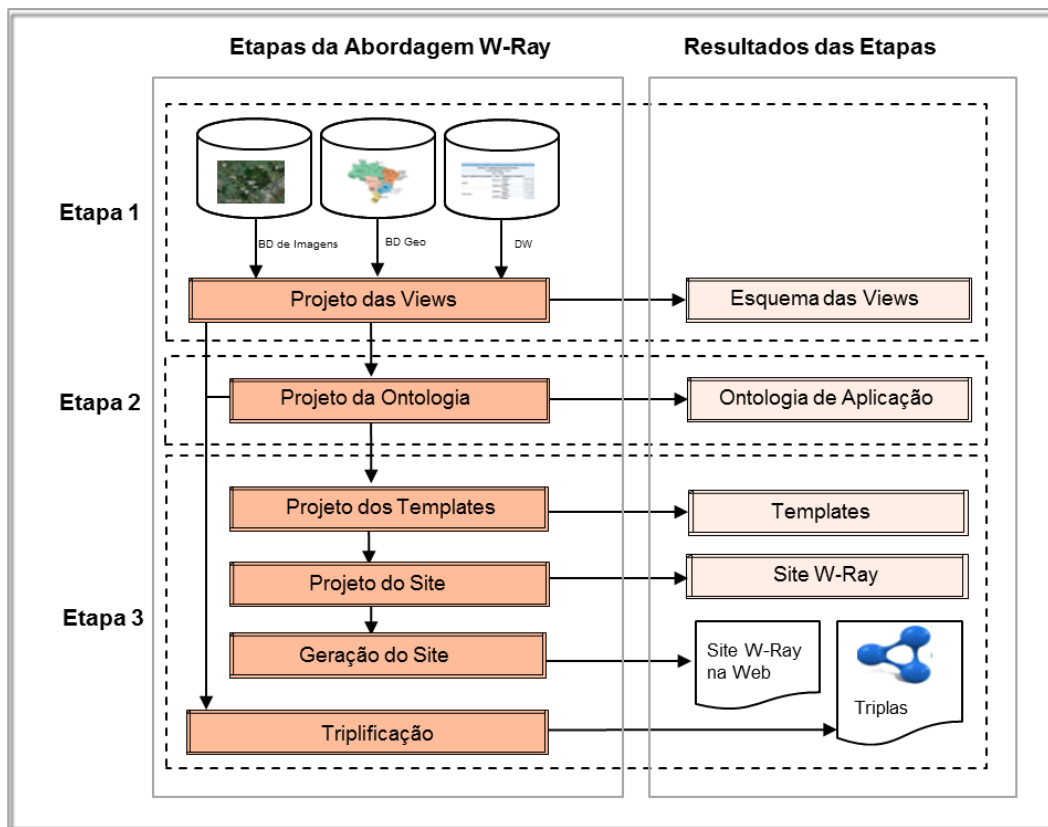 Etapas da Abordagem W-Ray
Resultados das Etapas
Etapa 1
BD de Imagens
BD Geo
DW
Projeto das Views
Esquema das Views
Etapa 2
Projeto da Ontologia
Ontologia de Aplicação
Etapa 3
Projeto dos Templates
Templates
Projeto do Site
Site W-Ray
Geração do Site
Site W-Ray
na Web
Triplas
Triplificação